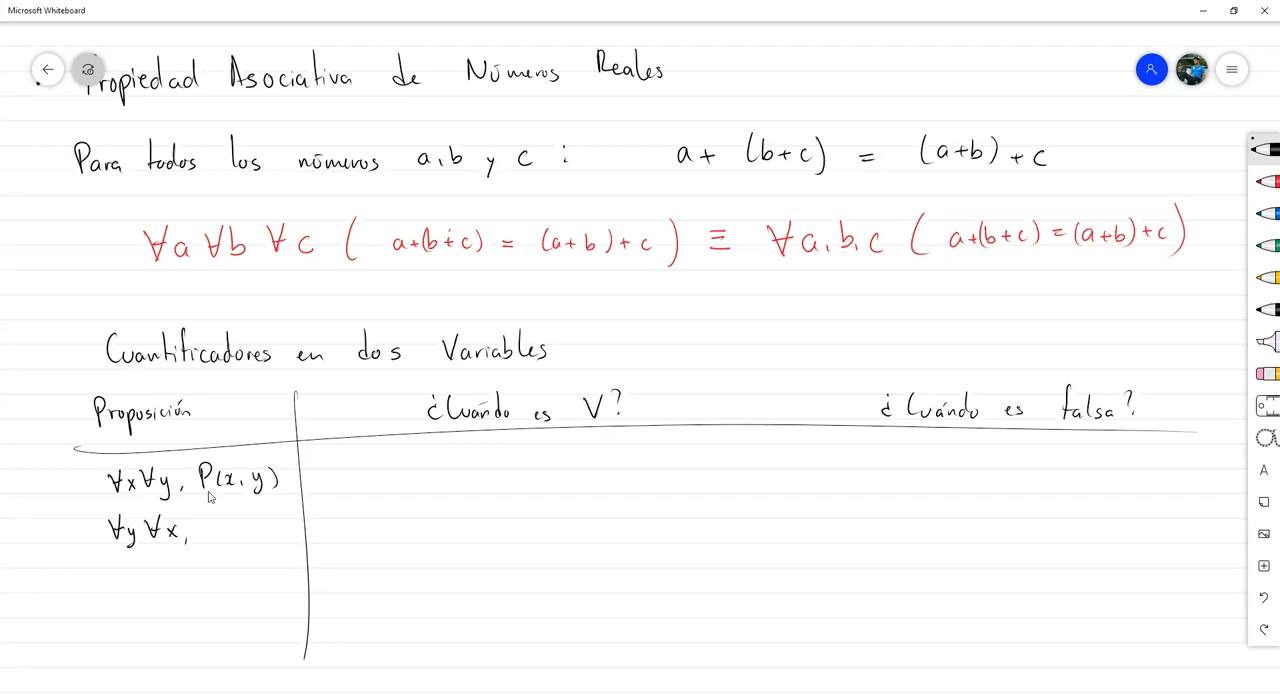 Microsoft Whiteboard
Propiedad Asociativa de Números Reales
Para todos los números a, b y c : a+ (b+c) = (a+b) + c
∀a ∀b ∀c ( a+(b+c) = (a+b)+c ) ≡ ∀a, b, c ( a+(b+c) = (a+b)+c )
Cuantificadores en dos Variables
Proposición ¿Cuándo es V? ¿Cuándo es falsa?
∀x∀y, P(x, y)
∀y ∀x,